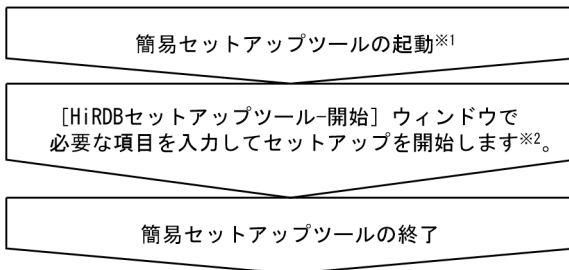 簡易セットアップツールの起動※1
[HiRDBセットアップツール-開始] ウィンドウで
必要な項目を入力してセットアップを開始します※2。
簡易セットアップツールの終了